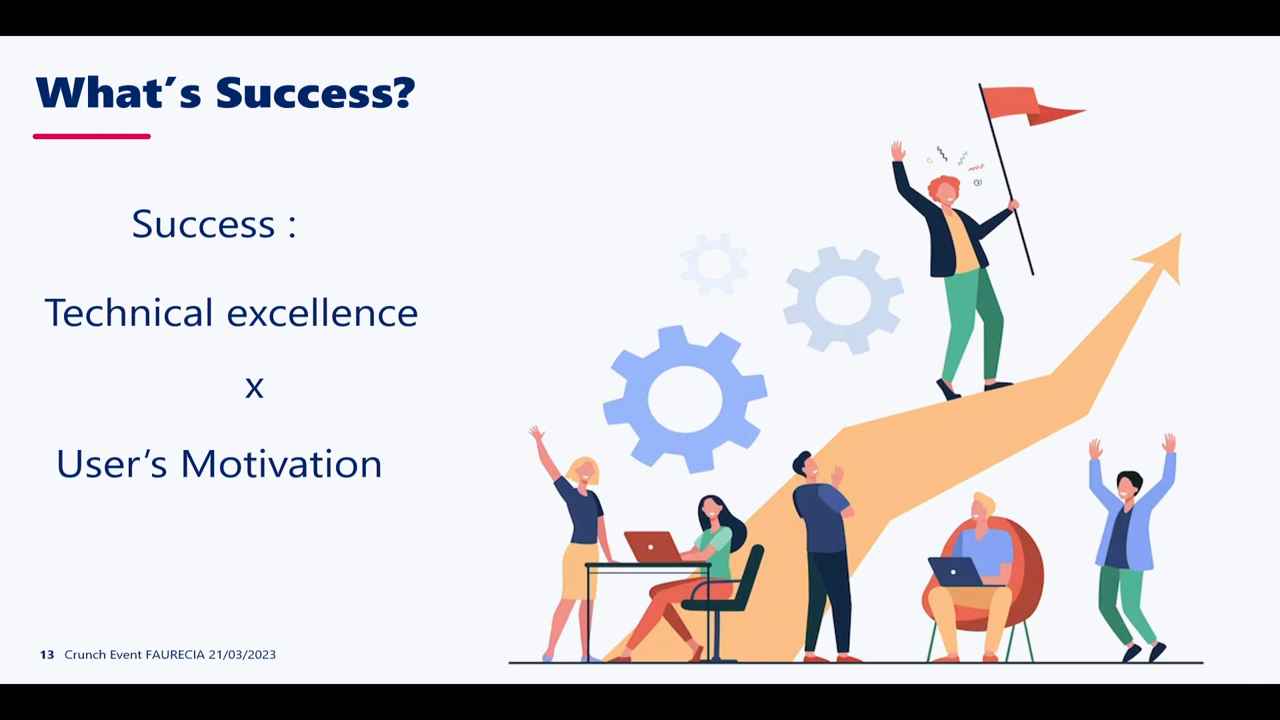 What´s Success?
Success :
Technical excellence
x
User’s Motivation
13 Crunch Event FAURECIA 21/03/2023